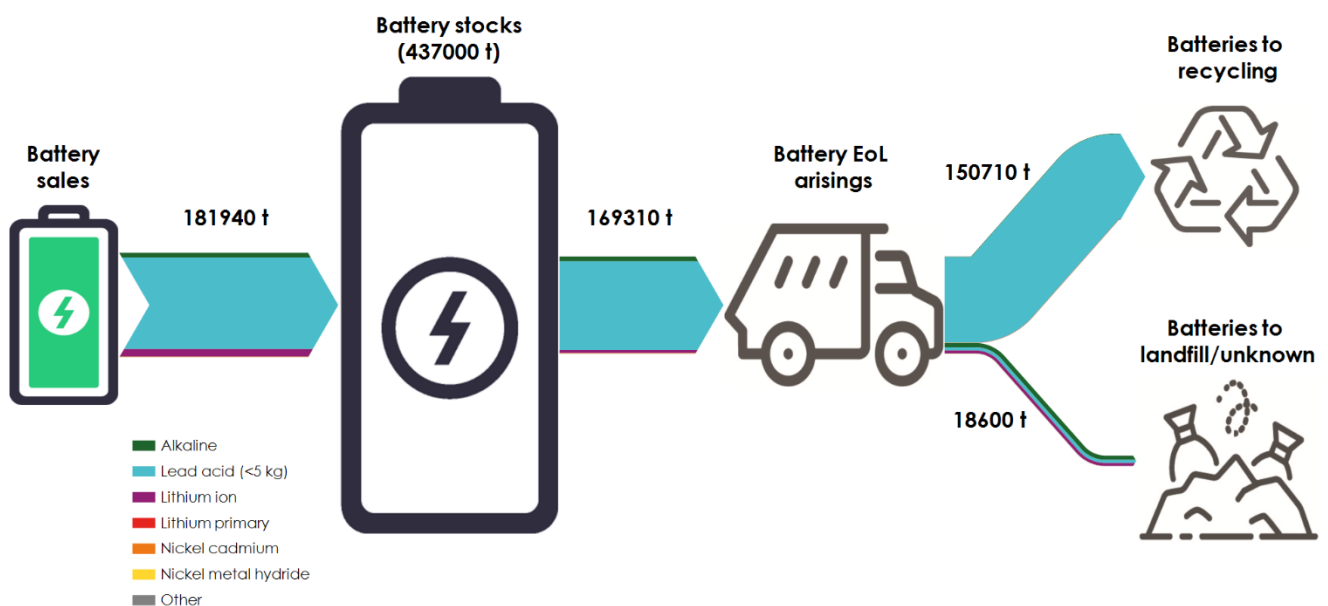 Battery stocks
(437000 t)
Batteries to
recycling
Battery
sales
Battery EoL
arisings
150710 t
181940 t
169310 t
Batteries to
landfill/unknown
18600 t
Alkaline
Lead acid (<5 kg)
Lithium ion
Lithium primary
Nickel cadmium
Nickel metal hydride
Other